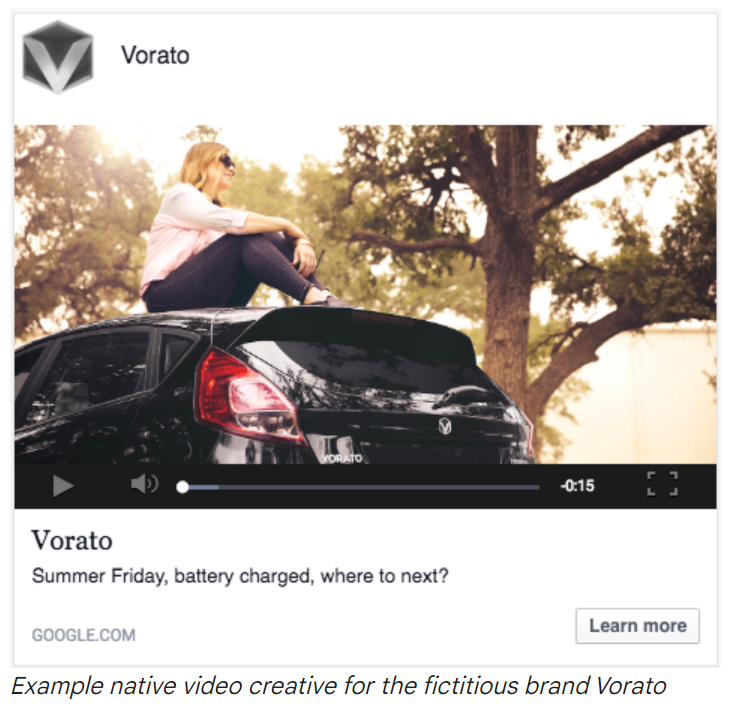 Vorato
VORATO
-0:15
Vorato
Summer Friday, battery charged, where to next?
GOOGLE.COM
Learn more
Example native video creative for the fictitious brand Vorato